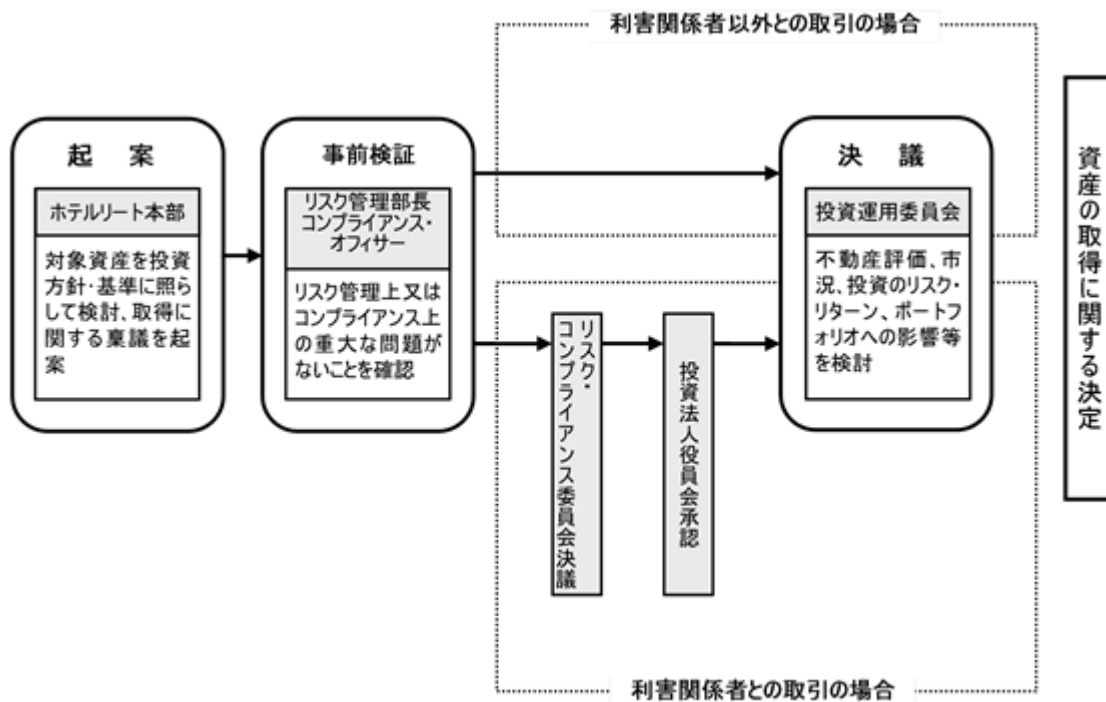 利害関係者以外との取引の場合
起　案
ホテルリート本部
対象資産を投資
方針・基準に照ら
して検討、取得に
関する稟議を起
案
事前検証
リスク管理部長
コンプライアンス・
オフィサー
リスク管理上又は
コンプライアンス上
の重大な問題が
ないことを確認
リスク・
コンプライアンス委員会決議
投資法人役員会承認
決　議
投資運用委員会
不動産評価、市
況、投資のリスク・
リターン、ポートフ
ォリオへの影響等
を検討
資産の取得に関する決定
利害関係者との取引の場合